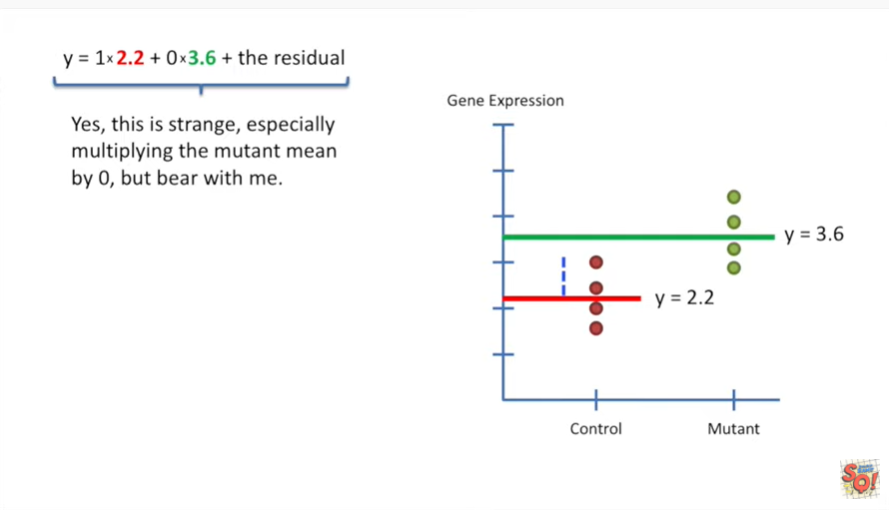 y = 1×2.2 + 0×3.6 + the residual
Yes, this is strange, especially
multiplying the mutant mean
by 0, but bear with me.
Gene Expression
y = 3.6
y = 2.2
Control
Mutant